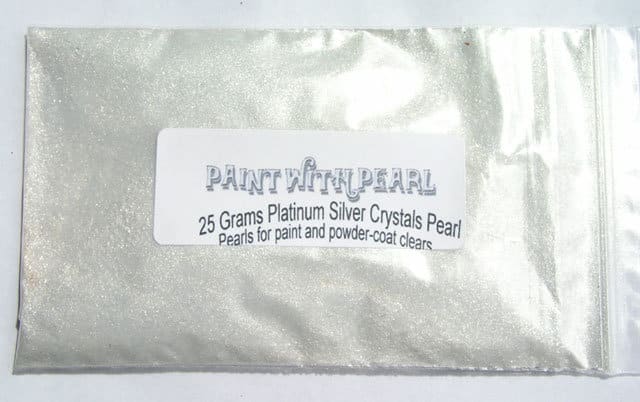 PAINT WITH PEARL
25 Grams Platinum Silver Crystals Pearl
Pearls for paint and powder-coat clears